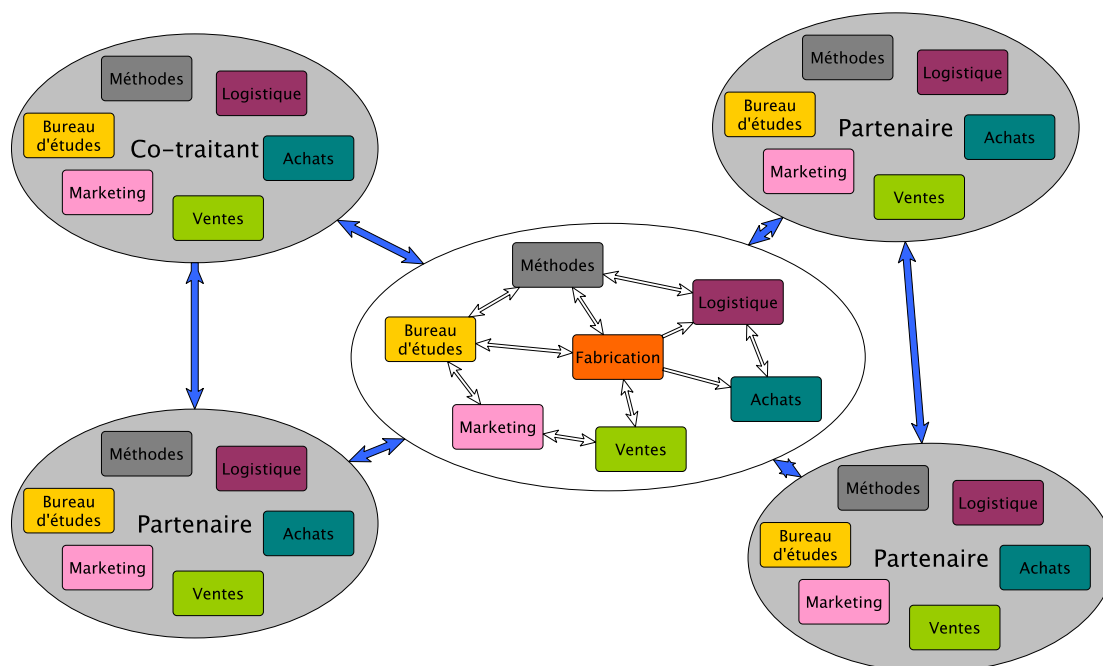 Méthodes
Logistique
Bureau
d'études
Co-traitant
Achats
Marketing
Ventes
Méthodes
Logistique
Bureau
d'études
Partenaire
Achats
Marketing
Ventes
Méthodes
Logistique
Bureau
d'études
Fabrication
Achats
Marketing
Ventes
Méthodes
Logistique
Bureau
d'études
Partenaire
Achats
Marketing
Ventes
Méthodes
Logistique
Bureau
d'études
Partenaire
Achats
Marketing
Ventes